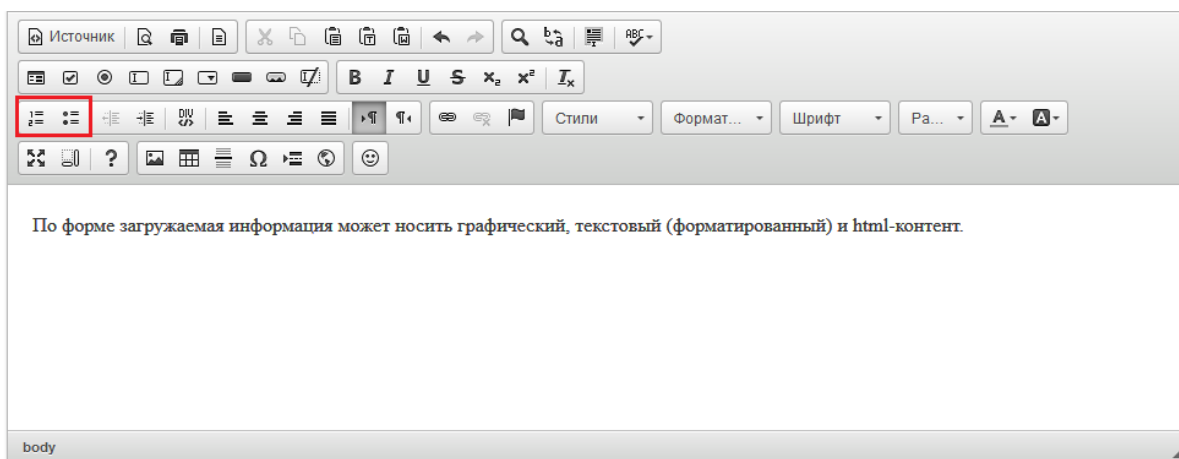 Источник ABC
B I U S x₂ x² Tx
DIV Стили Формат... Шрифт Ра... A A
? Ω
По форме загружаемая информация может носить графический, текстовый (форматированный) и html-контент.
body